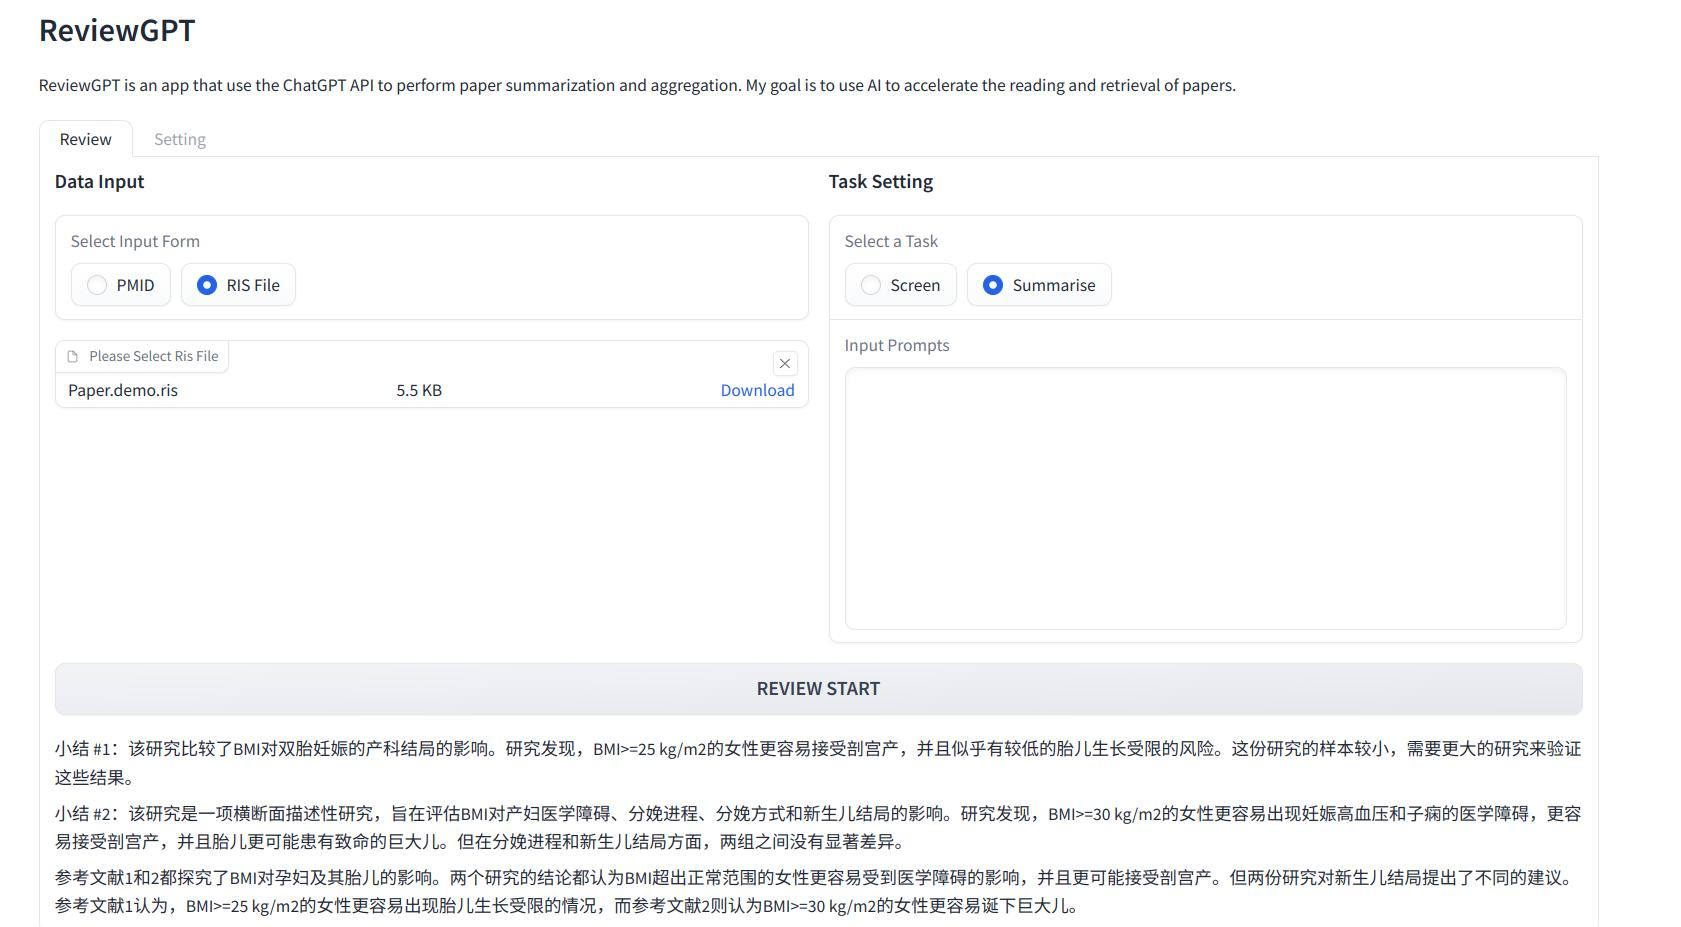 ReviewGPT
ReviewGPT is an app that use the ChatGPT API to perform paper summarization and aggregation. My goal is to use AI to accelerate the reading and retrieval of papers.
Review
Setting
Data Input
Select Input Form
PMID
RIS File
Please Select Ris File
Paper.demo.ris
5.5 KB
Download
Task Setting
Select a Task
Screen
Summarise
Input Prompts
REVIEW START
小结 #1：该研究比较了BMI对双胎妊娠的产科结局的影响。研究发现，BMI>=25 kg/m2的女性更容易接受剖宫产，并且似乎有较低的胎儿生长受限的风险。这份研究的样本较小，需要更大的研究来验证
这些结果。
小结 #2：该研究是一项横断面描述性研究，旨在评估BMI对产妇医学障碍、分娩进程、分娩方式和新生儿结局的影响。研究发现，BMI>=30 kg/m2的女性更容易出现妊娠高血压和子痫的医学障碍，更容
易接受剖宫产，并且胎儿更可能患有致命的巨大儿。但在分娩进程和新生儿结局方面，两组之间没有显著差异。
参考文献1和2都探究了BMI对孕妇及其胎儿的影响。两个研究的结论都认为BMI超出正常范围的女性更容易受到医学障碍的影响，并且更可能接受剖宫产。但两份研究对新生儿结局提出了不同的建议。
参考文献1认为，BMI>=25 kg/m2的女性更容易出现胎儿生长受限的情况，而参考文献2则认为BMI>=30 kg/m2的女性更容易诞下巨大儿。